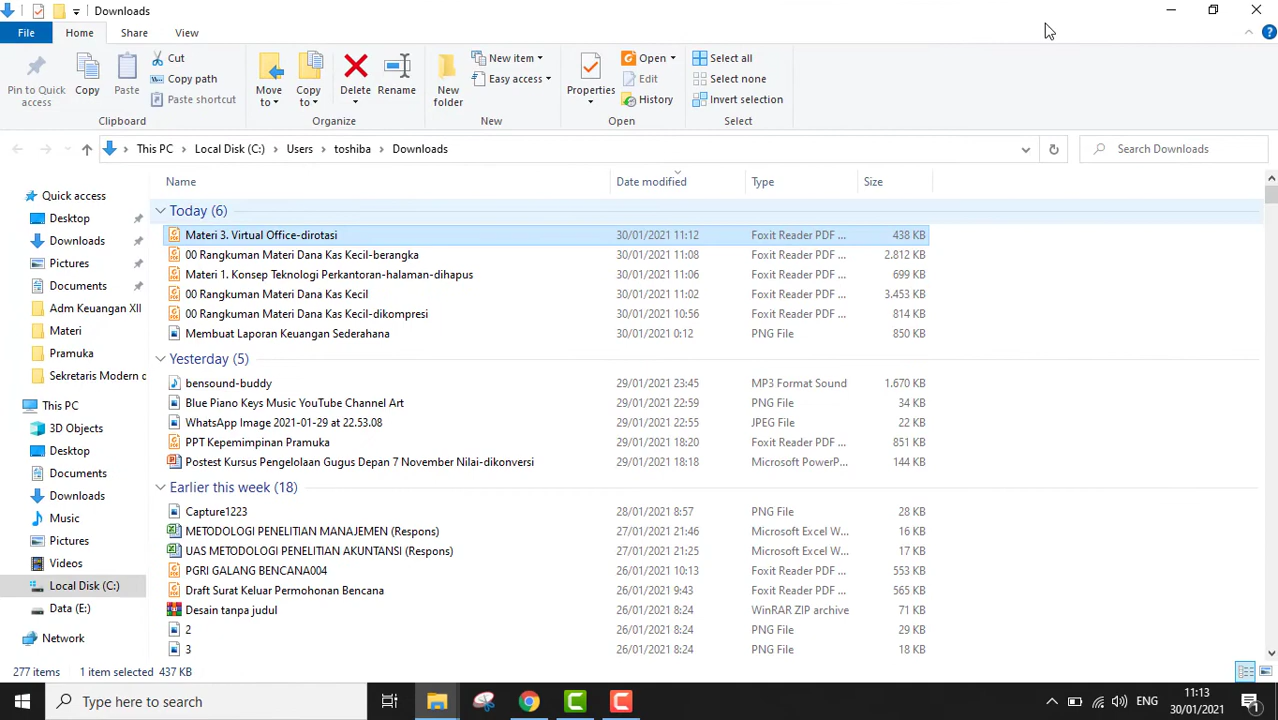 Downloads
File Home Share View
Pin to Quick access
Copy
Paste
Cut
Copy path
Paste shortcut
Clipboard
Move to
Copy to
Delete
Rename
Organize
New folder
New item
Easy access
New
Properties
Open
Edit
History
Open
Select all
Select none
Invert selection
Select
This PC Local Disk (C:) Users toshiba Downloads
Search Downloads
Name Date modified Type Size
Quick access
Desktop
Downloads
Pictures
Documents
Adm Keuangan XII
Materi
Pramuka
Sekretaris Modern d
This PC
3D Objects
Desktop
Documents
Downloads
Music
Pictures
Videos
Local Disk (C:)
Data (E:)
Network
Today (6)
Materi 3. Virtual Office-dirotasi 30/01/2021 11:12 Foxit Reader PDF ... 438 KB
00 Rangkuman Materi Dana Kas Kecil-berangka 30/01/2021 11:08 Foxit Reader PDF ... 2.812 KB
Materi 1. Konsep Teknologi Perkantoran-halaman-dihapus 30/01/2021 11:06 Foxit Reader PDF ... 699 KB
00 Rangkuman Materi Dana Kas Kecil 30/01/2021 11:02 Foxit Reader PDF ... 3.453 KB
00 Rangkuman Materi Dana Kas Kecil-dikompresi 30/01/2021 10:56 Foxit Reader PDF ... 814 KB
Membuat Laporan Keuangan Sederahana 30/01/2021 0:12 PNG File 850 KB
Yesterday (5)
bensound-buddy 29/01/2021 23:45 MP3 Format Sound 1.670 KB
Blue Piano Keys Music YouTube Channel Art 29/01/2021 22:59 PNG File 34 KB
WhatsApp Image 2021-01-29 at 22.53.08 29/01/2021 22:55 JPEG File 22 KB
PPT Kepemimpinan Pramuka 29/01/2021 18:20 Foxit Reader PDF ... 851 KB
Postest Kursus Pengelolaan Gugus Depan 7 November Nilai-dikonversi 29/01/2021 18:18 Microsoft PowerP... 144 KB
Earlier this week (18)
Capture1223 28/01/2021 8:57 PNG File 28 KB
METODOLOGI PENELITIAN MANAJEMEN (Respons) 27/01/2021 21:46 Microsoft Excel W... 16 KB
UAS METODOLOGI PENELITIAN AKUNTANSI (Respons) 27/01/2021 21:25 Microsoft Excel W... 17 KB
PGRI GALANG BENCANA004 26/01/2021 10:13 Foxit Reader PDF ... 553 KB
Draft Surat Keluar Permohonan Bencana 26/01/2021 9:43 Foxit Reader PDF ... 565 KB
Desain tanpa judul 26/01/2021 8:24 WinRAR ZIP archive 71 KB
2 26/01/2021 8:24 PNG File 29 KB
3 26/01/2021 8:24 PNG File 18 KB
277 items 1 item selected 437 KB
Type here to search
ENG
11:13
30/01/2021
1